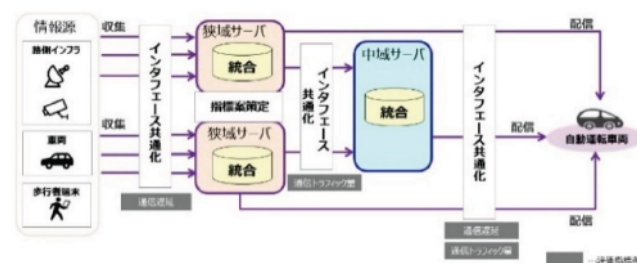 情報源
路側インフラ
車両
歩行者端末
収集
収集
インタフェース共通化
通信遅延
狭域サーバ
統合
指標案策定
狭域サーバ
統合
インタフェース
共通化
通信トラフィック量
中域サーバ
統合
インタフェース共通化
通信遅延
通信トラフィック量
配信
配信
配信
自動運転車両